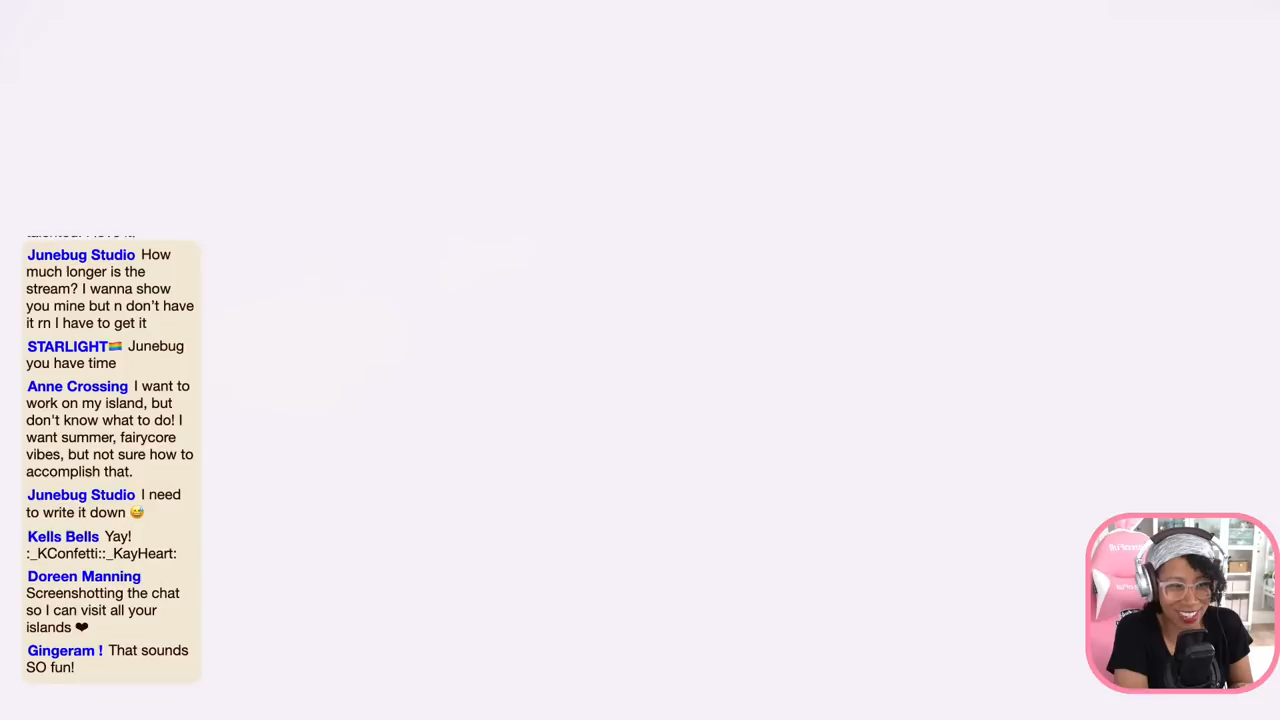 Junebug Studio How
much longer is the
stream? I wanna show
you mine but n don't have
it rn I have to get it
STARLIGHT🏳️‍🌈 Junebug
you have time
Anne Crossing I want to
work on my island, but
don't know what to do! I
want summer, fairycore
vibes, but not sure how to
accomplish that.
Junebug Studio I need
to write it down 😅
Kells Bells Yay!
:_KConfetti::_KayHeart:
Doreen Manning
Screenshotting the chat
so I can visit all your
islands ❤
Gingeram ! That sounds
SO fun!